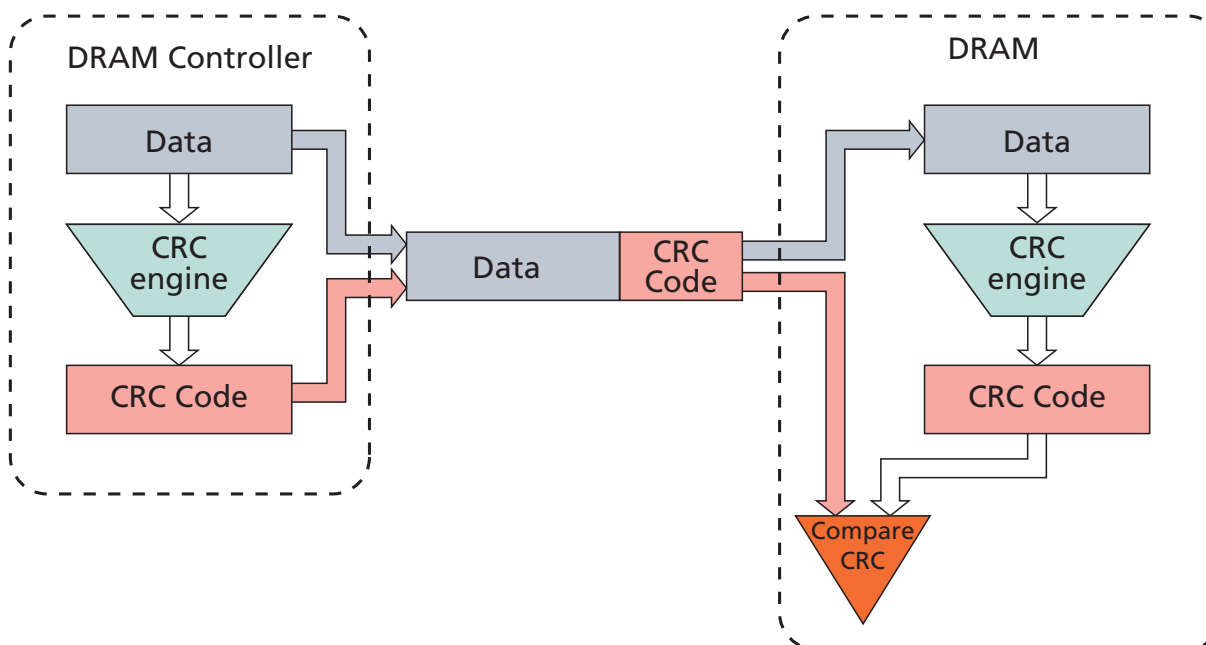 DRAM Controller
Data
CRC
engine
CRC Code
Data
CRC
Code
DRAM
Data
CRC
engine
CRC Code
Compare
CRC